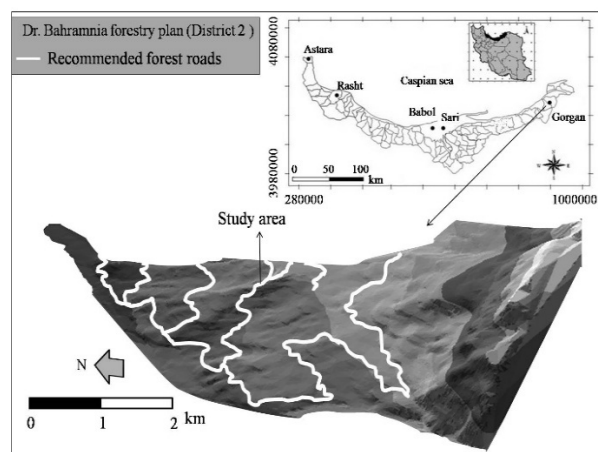 Dr. Bahramnia forestry plan (District 2 )
Recommended forest roads
4080000
3980000
Astara
Rasht
Caspian sea
Babol
Sari
Gorgan
0 50 100
km
280000
1000000
Study area
N
0 1 2
km